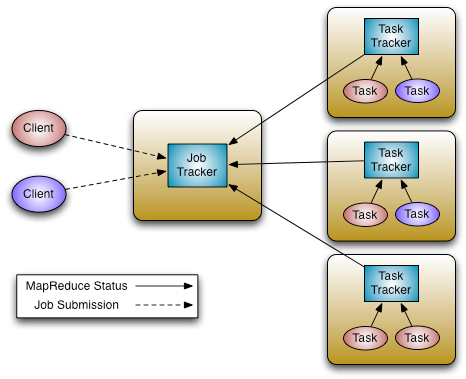 Task
Tracker
Task
Task
Client
Client
Job
Tracker
Task
Tracker
Task
Task
Task
Tracker
Task
Task
MapReduce Status
Job Submission